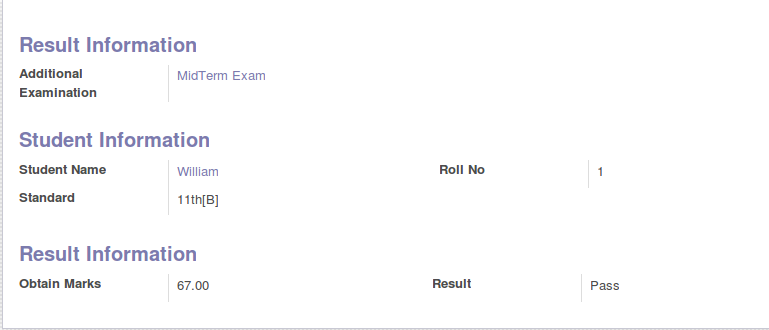 Result Information
Additional MidTerm Exam
Examination
Student Information
Student Name William Roll No 1
Standard 11th[B]
Result Information
Obtain Marks 67.00 Result Pass